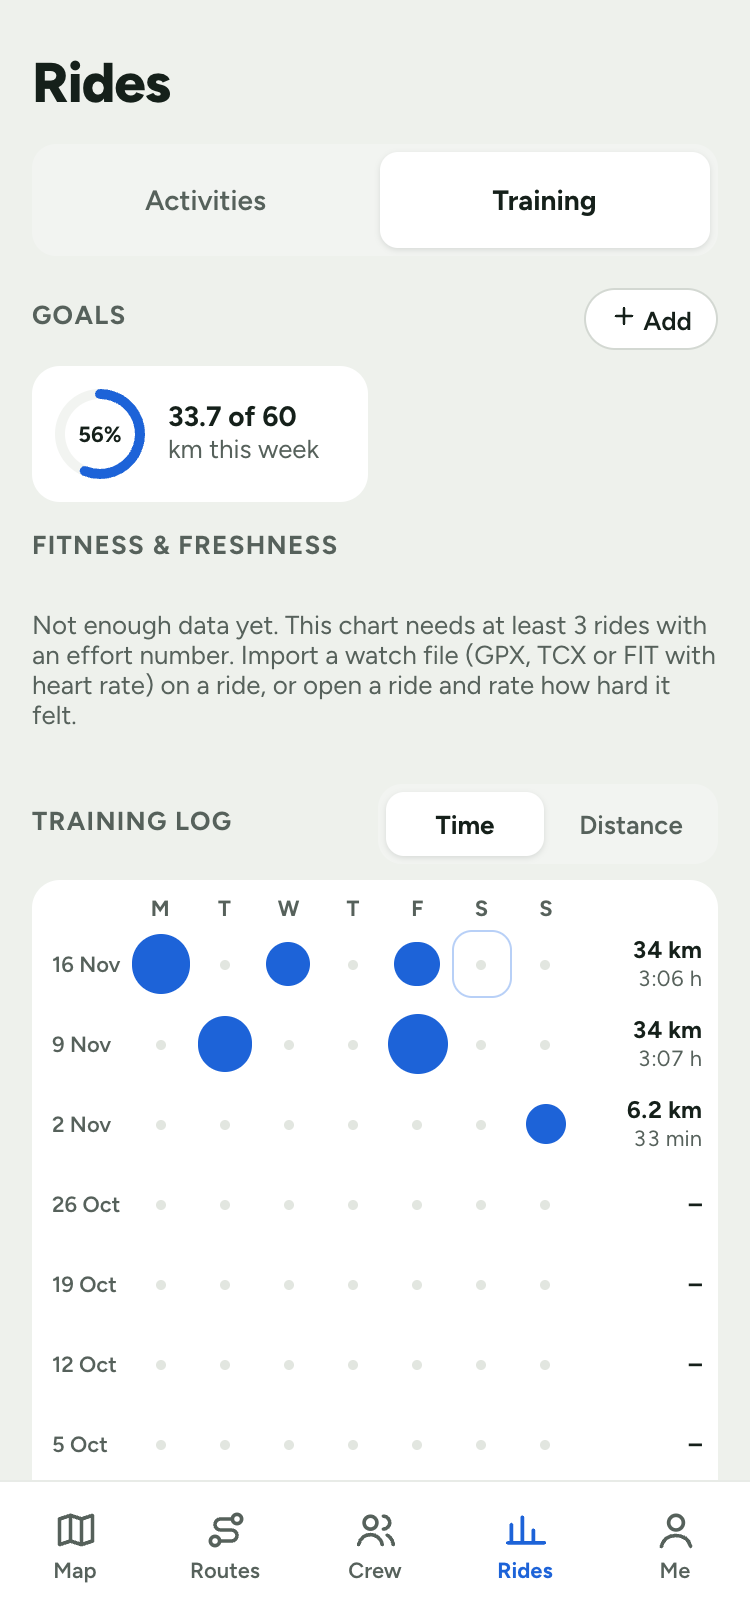 Rides
Activities
Training
GOALS
+ Add
56%
33.7 of 60
km this week
FITNESS & FRESHNESS
Not enough data yet. This chart needs at least 3 rides with
an effort number. Import a watch file (GPX, TCX or FIT with
heart rate) on a ride, or open a ride and rate how hard it
felt.
TRAINING LOG
Time
Distance
M T W T F S S
16 Nov
34 km
3:06 h
9 Nov
34 km
3:07 h
2 Nov
6.2 km
33 min
26 Oct –
19 Oct –
12 Oct –
5 Oct –
Map
Routes
Crew
Rides
Me